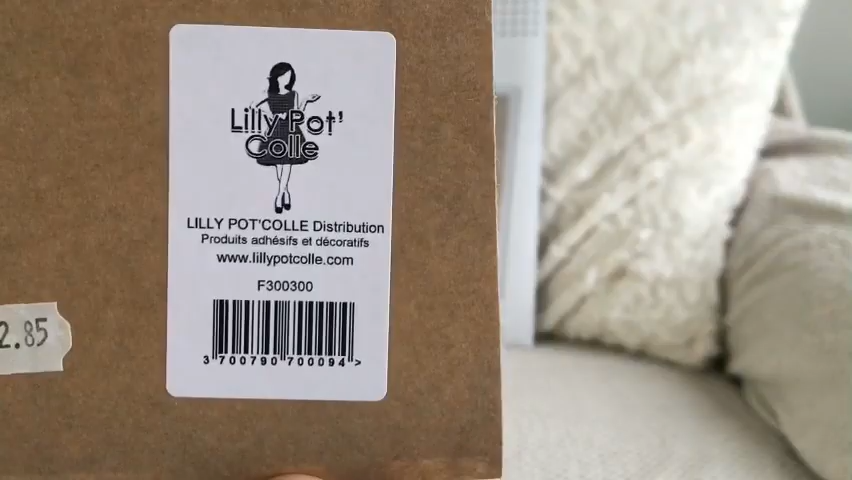 Lilly Pot'
Colle
LILLY POT'COLLE Distribution
Produits adhésifs et décoratifs
www.lillypotcolle.com
F300300
3 700790 700094 >
2.85